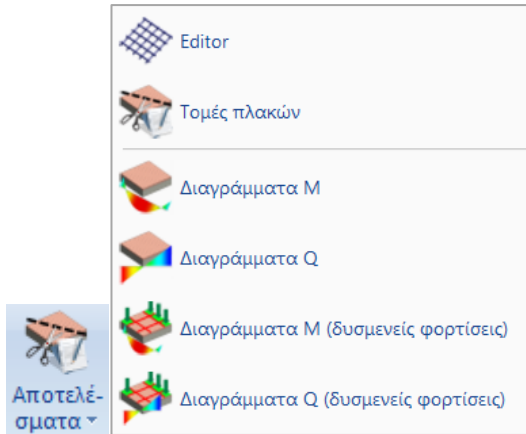 Editor
Τομές πλακών
Διαγράμματα M
Διαγράμματα Q
Διαγράμματα M (δυσμενείς φορτίσεις)
Διαγράμματα Q (δυσμενείς φορτίσεις)
Αποτελέ-
σματα